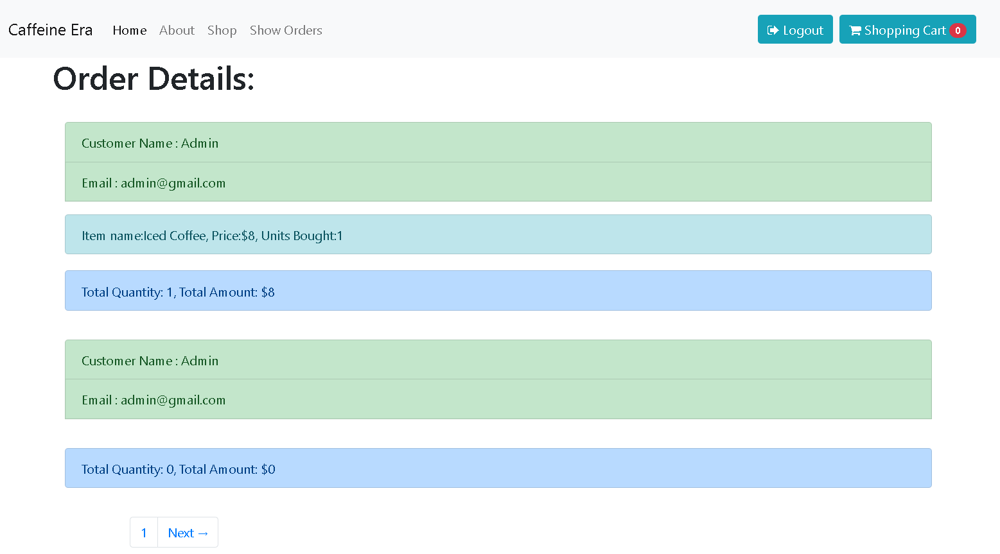 Caffeine Era Home About Shop Show Orders Logout Shopping Cart 0
Order Details:
Customer Name : Admin
Email : admin@gmail.com
Item name:Iced Coffee, Price:$8, Units Bought:1
Total Quantity: 1, Total Amount: $8
Customer Name : Admin
Email : admin@gmail.com
Total Quantity: 0, Total Amount: $0
1 Next →